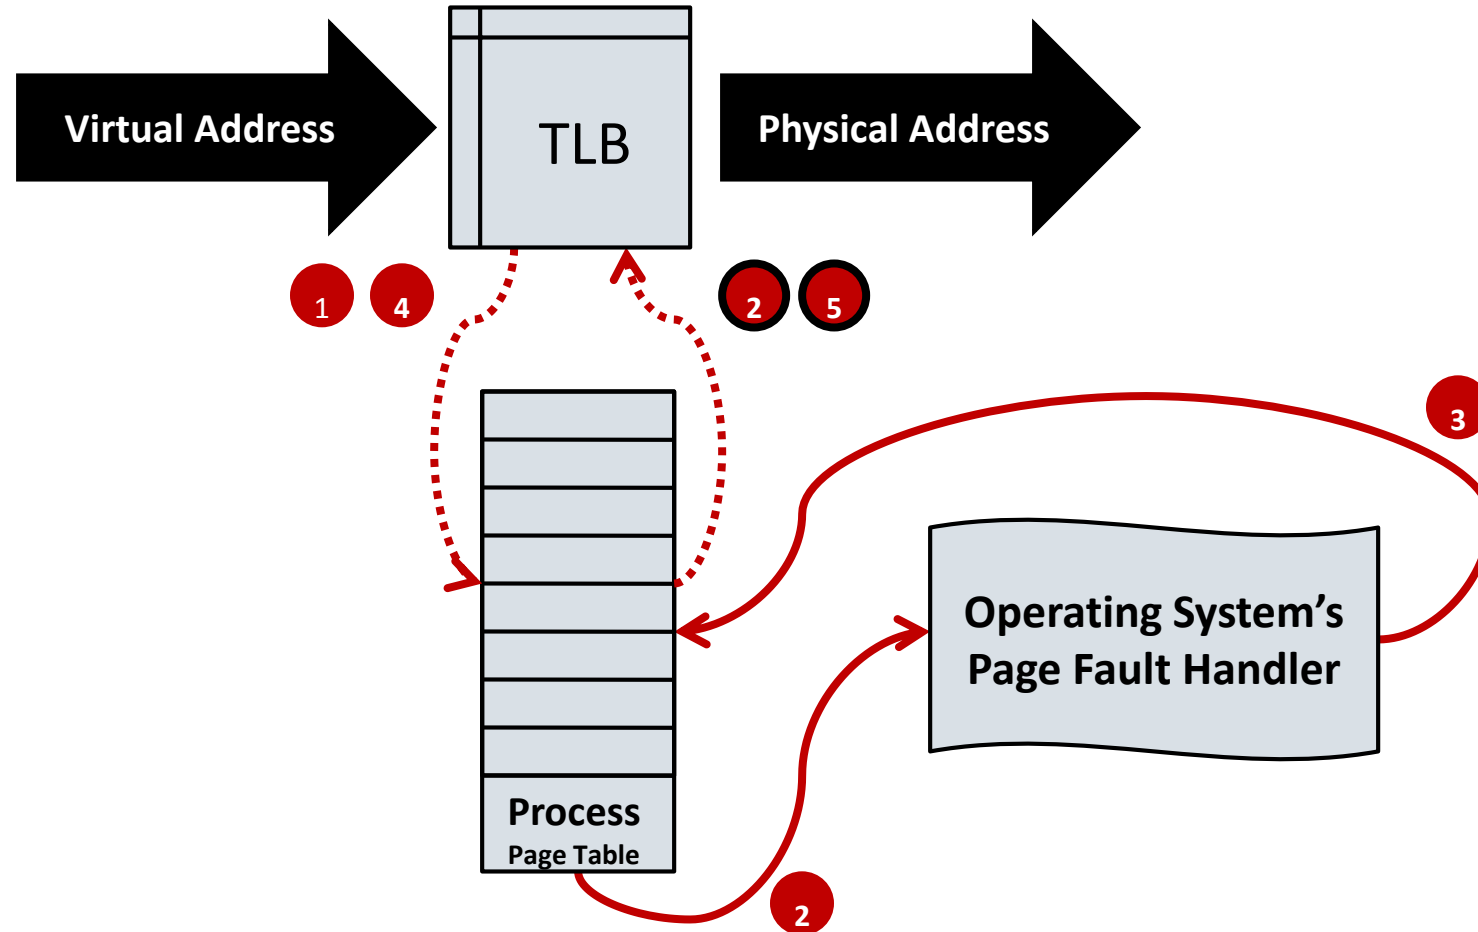 Virtual Address
TLB
Physical Address
1
4
2
5
3
Operating System’s
Page Fault Handler
Process
Page Table
2